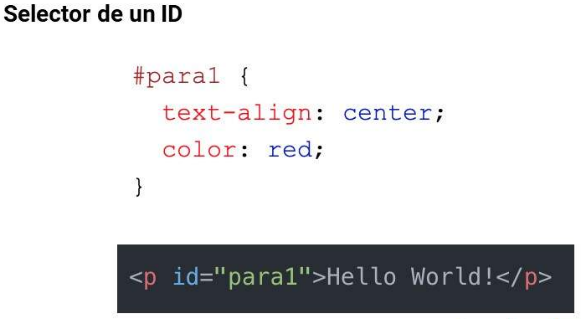 Selector de un ID
#para1 {
text-align: center;
color: red;
}
<p id="para1">Hello World!</p>